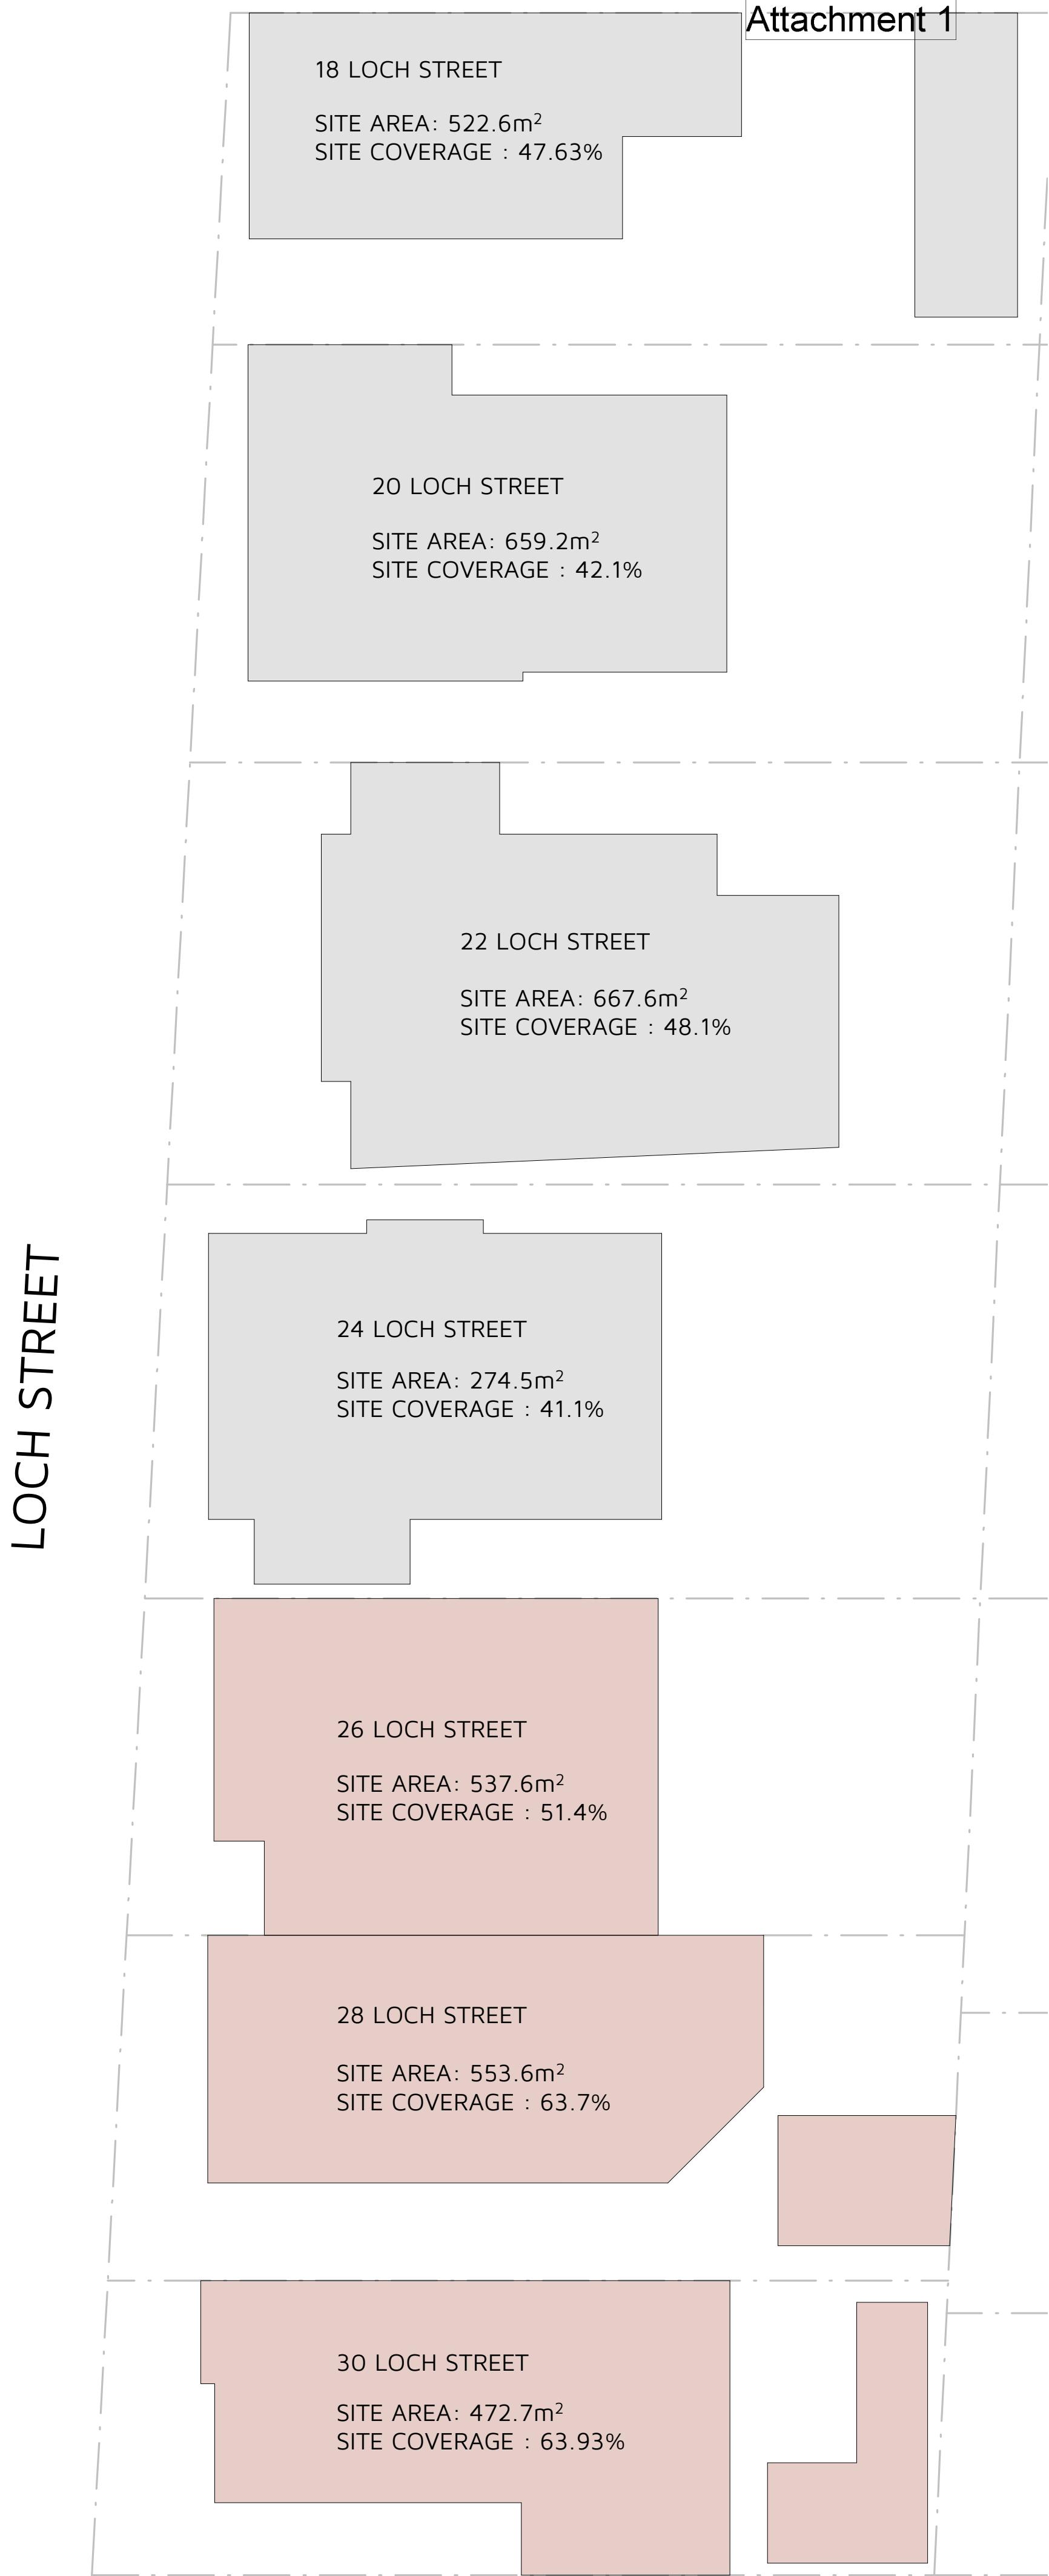 Attachment 1
18 LOCH STREET
SITE AREA: 522.6m²
SITE COVERAGE : 47.63%
20 LOCH STREET
SITE AREA: 659.2m²
SITE COVERAGE : 42.1%
22 LOCH STREET
SITE AREA: 667.6m²
SITE COVERAGE : 48.1%
LOCH STREET
24 LOCH STREET
SITE AREA: 274.5m²
SITE COVERAGE : 41.1%
26 LOCH STREET
SITE AREA: 537.6m²
SITE COVERAGE : 51.4%
28 LOCH STREET
SITE AREA: 553.6m²
SITE COVERAGE : 63.7%
30 LOCH STREET
SITE AREA: 472.7m²
SITE COVERAGE : 63.93%